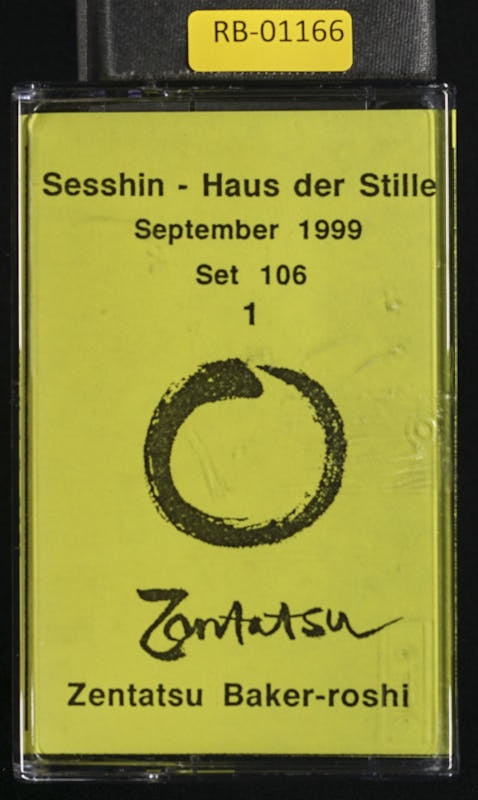 RB-01166
Sesshin - Haus der Stille
September 1999
Set 106
1
Zentatsu
Zentatsu Baker-roshi